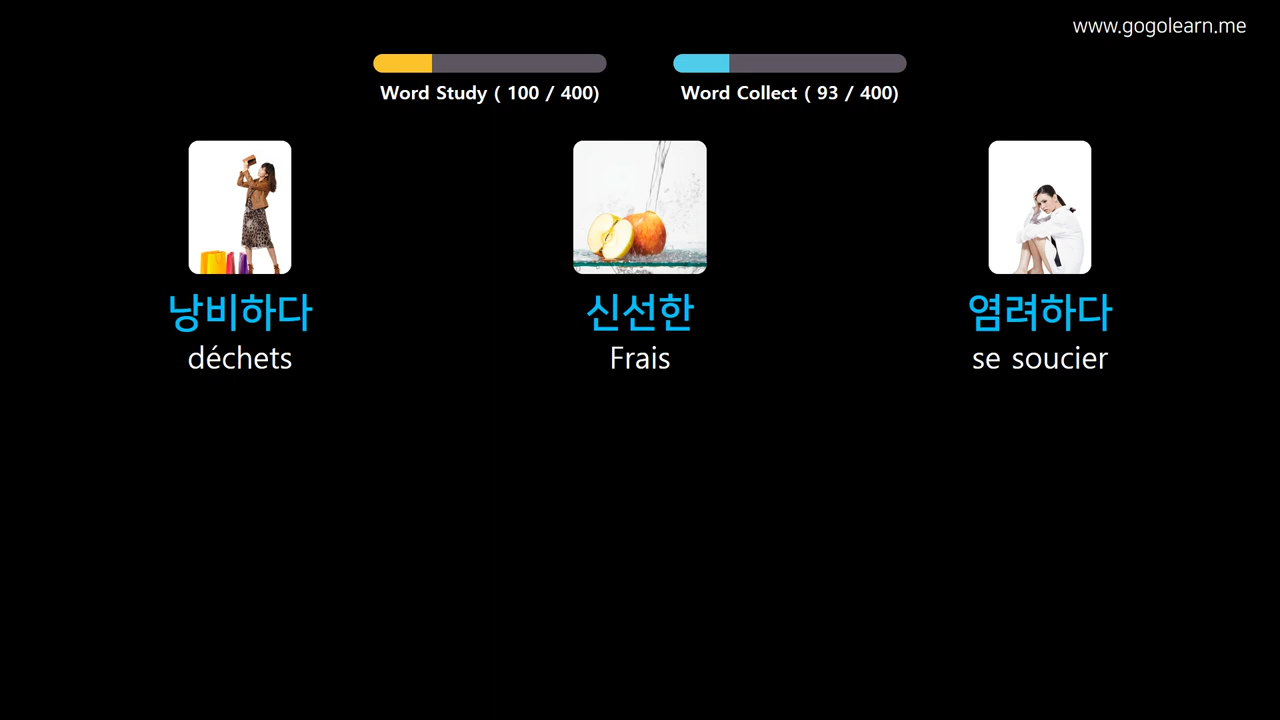 www.gogolearn.me
Word Study ( 100 / 400)
Word Collect ( 93 / 400)
낭비하다
déchets
신선한
Frais
염려하다
se soucier